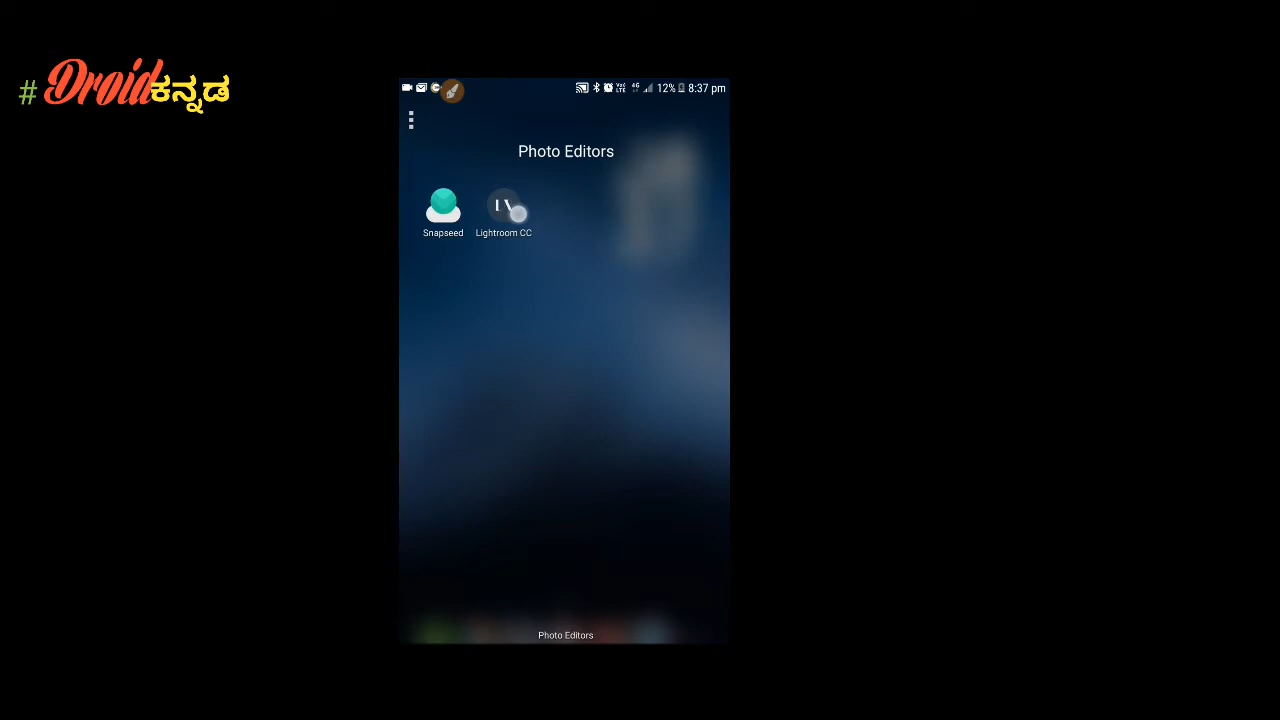 # Droidಕನ್ನಡ
12% 8:37 pm
Photo Editors
Snapseed Lightroom CC
Photo Editors